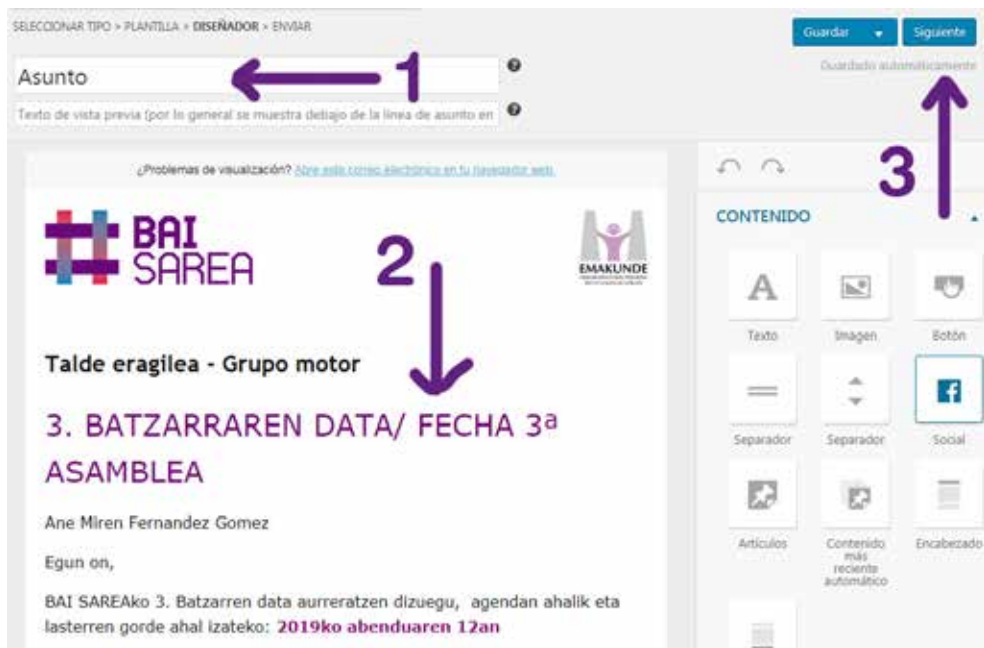 SELECCIONAR TIPO > PLANTILLA > DISEÑADOR > ENVIAR
Guardar
Siguiente
Guardado automáticamente
Asunto
1
Texto de vista previa (por lo general se muestra debajo de la línea de asunto en
3
¿Problemas de visualización? Abre este correo electrónico en tu navegador web.
BAI
SAREA
2
EMAKUNDE
CONTENIDO
Texto
Imagen
Botón
Talde eragilea - Grupo motor
3. BATZARRAREN DATA/ FECHA 3ª
ASAMBLEA
Separador
Separador
Social
Ane Miren Fernandez Gomez
Egun on,
Artículos
Contenido
más
reciente
automático
Encabezado
BAI SAREAko 3. Batzarren data aurreratzen dizuegu, agendan ahalik eta
lasterren gorde ahal izateko: 2019ko abenduaren 12an